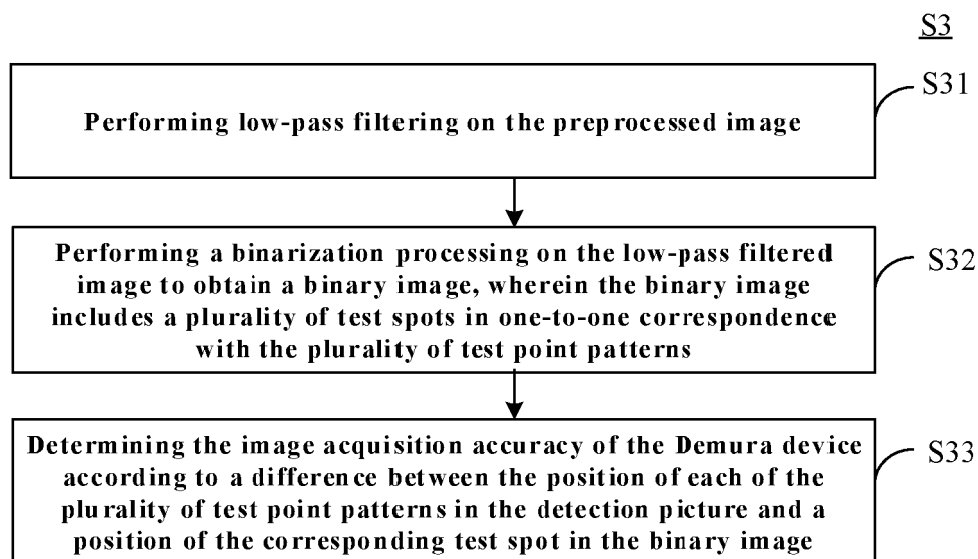 S3
S31
Performing low-pass filtering on the preprocessed image
Performing a binarization processing on the low-pass filtered
image to obtain a binary image, wherein the binary image
includes a plurality of test spots in one-to-one correspondence
with the plurality of test point patterns
S32
Determining the image acquisition accuracy of the Demura device
according to a difference between the position of each of the
plurality of test point patterns in the detection picture and a
position of the corresponding test spot in the binary image
S33